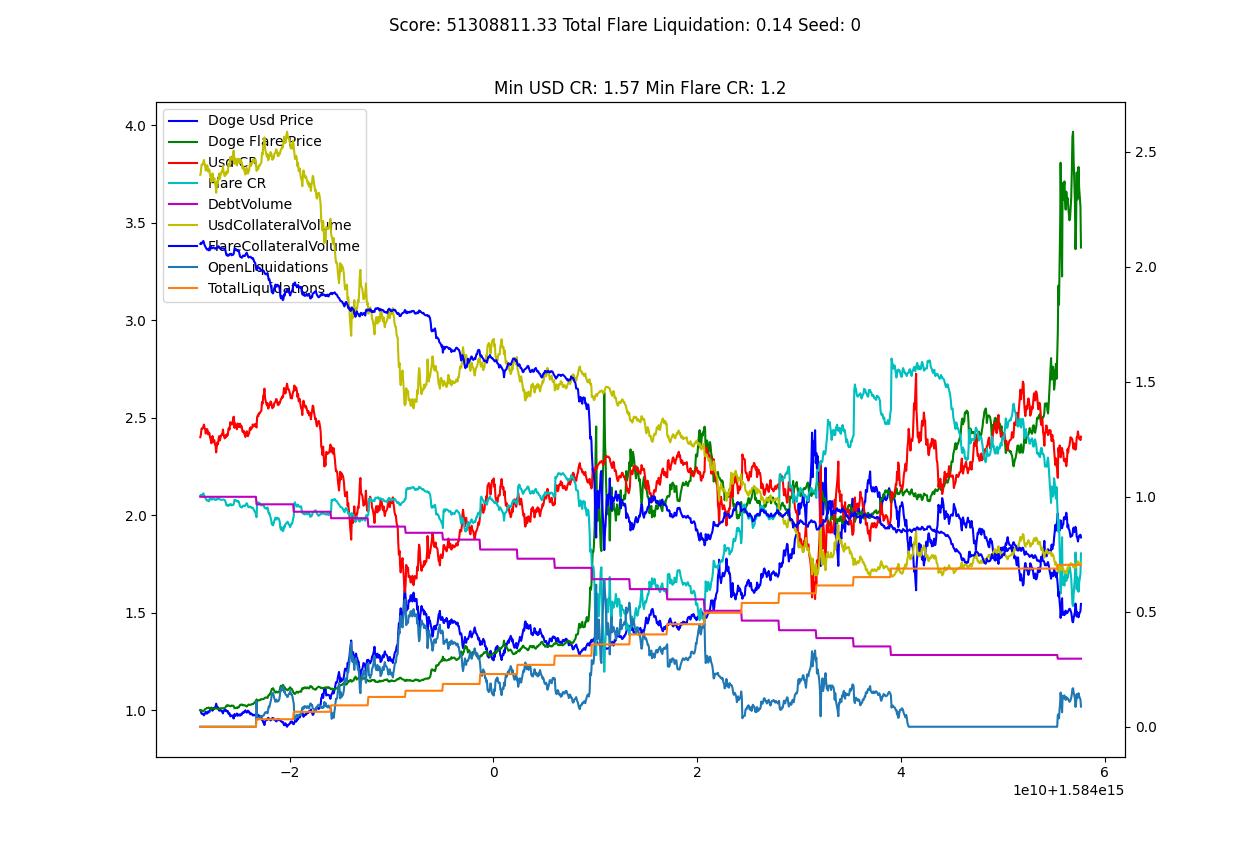 Score: 51308811.33 Total Flare Liquidation: 0.14 Seed: 0
Min USD CR: 1.57 Min Flare CR: 1.2
Doge Usd Price
Doge Flare Price
Usd CR
Flare CR
DebtVolume
UsdCollateralVolume
FlareCollateralVolume
OpenLiquidations
TotalLiquidations
4.0
3.5
3.0
2.5
2.0
1.5
1.0
2.5
2.0
1.5
1.0
0.5
0.0
−2
0
2
4
6
1e10+1.584e15